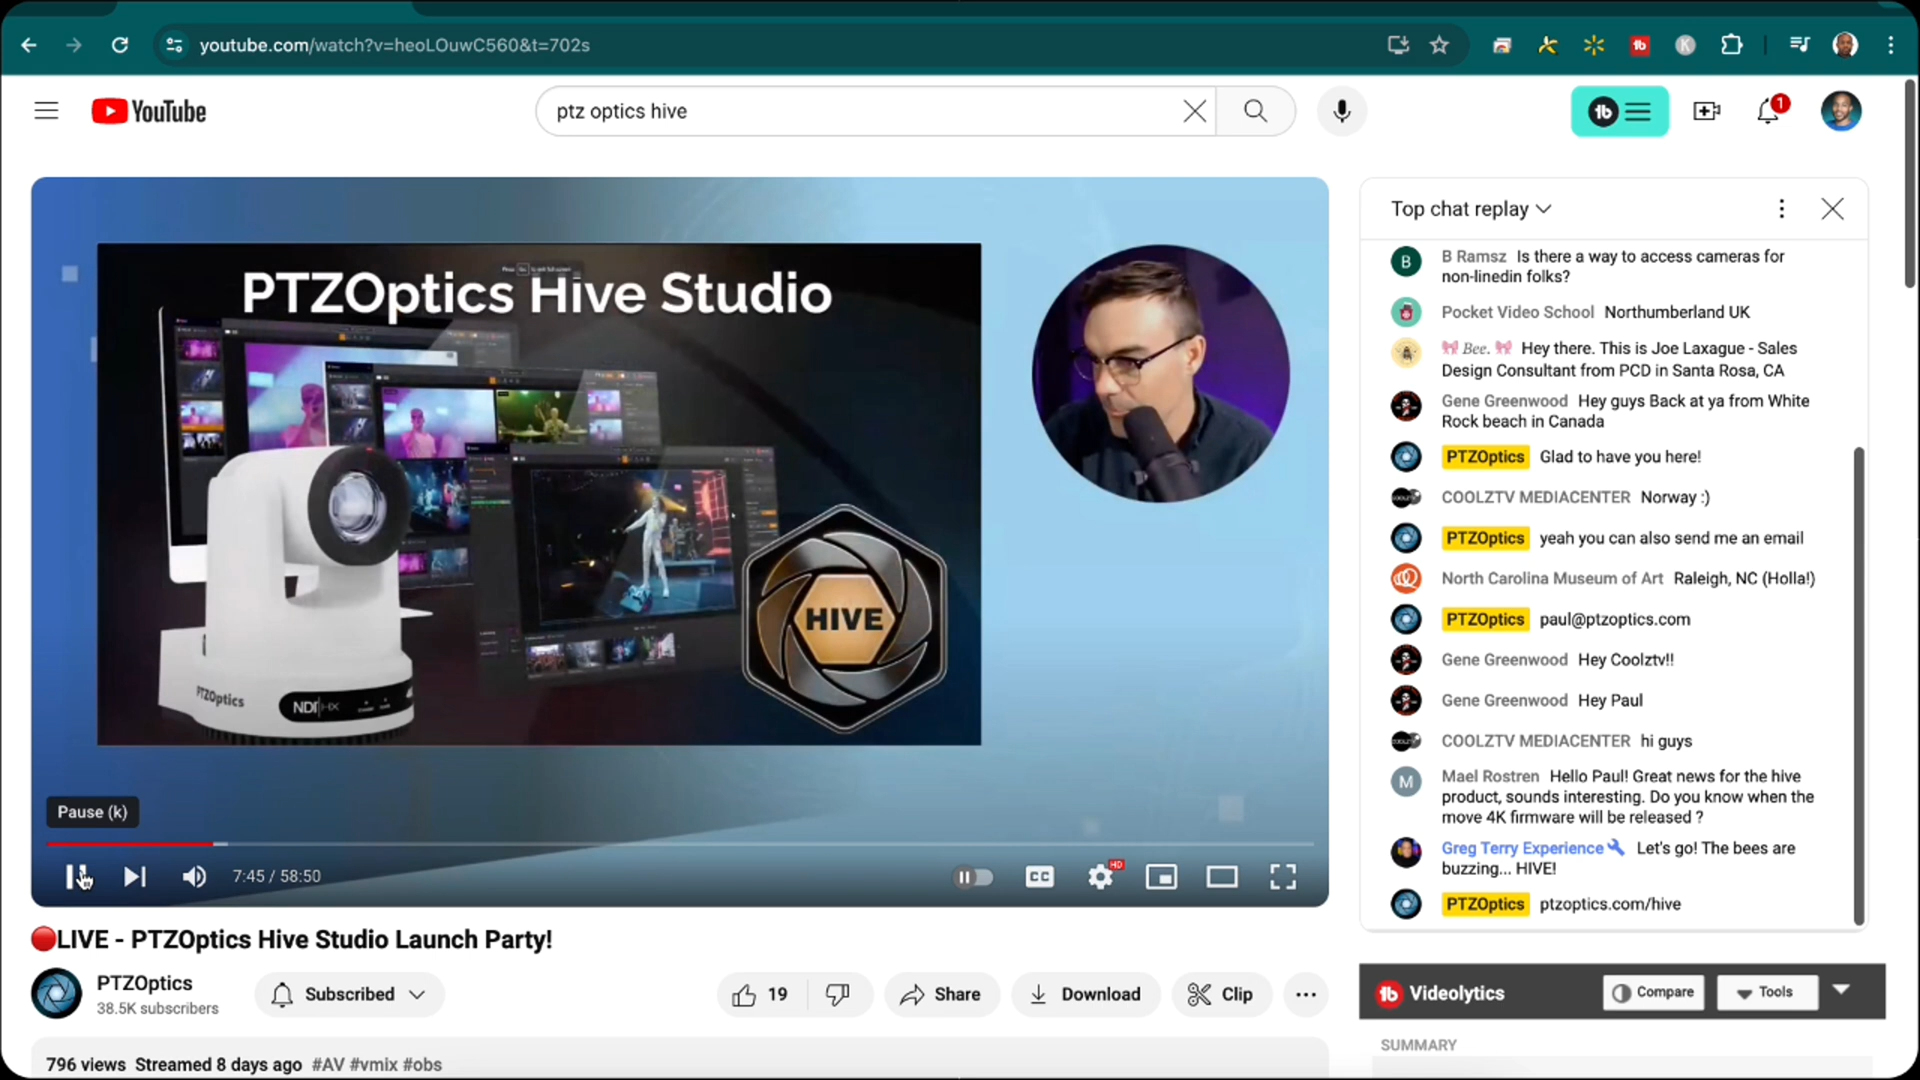 youtube.com/watch?v=heoLOuwC560&t=702s
YouTube
ptz optics hive
1
PTZOptics Hive Studio
PTZOptics
NDI|HX
HIVE
Pause (k)
7:45 / 58:50
CC
HD
🔴LIVE - PTZOptics Hive Studio Launch Party!
PTZOptics
38.5K subscribers
Subscribed
19
Share
Download
Clip
796 views Streamed 8 days ago #AV #vmix #obs
Top chat replay
B Ramsz Is there a way to access cameras for
non-linedin folks?
Pocket Video School Northumberland UK
🎀 Bee. 🎀 Hey there. This is Joe Laxague - Sales
Design Consultant from PCD in Santa Rosa, CA
Gene Greenwood Hey guys Back at ya from White
Rock beach in Canada
PTZOptics Glad to have you here!
COOLZTV MEDIACENTER Norway :)
PTZOptics yeah you can also send me an email
North Carolina Museum of Art Raleigh, NC (Holla!)
PTZOptics paul@ptzoptics.com
Gene Greenwood Hey Coolztv!!
Gene Greenwood Hey Paul
COOLZTV MEDIACENTER hi guys
Mael Rostren Hello Paul! Great news for the hive
product, sounds interesting. Do you know when the
move 4K firmware will be released ?
Greg Terry Experience Let's go! The bees are
buzzing... HIVE!
PTZOptics ptzoptics.com/hive
Videolytics
Compare
Tools
SUMMARY